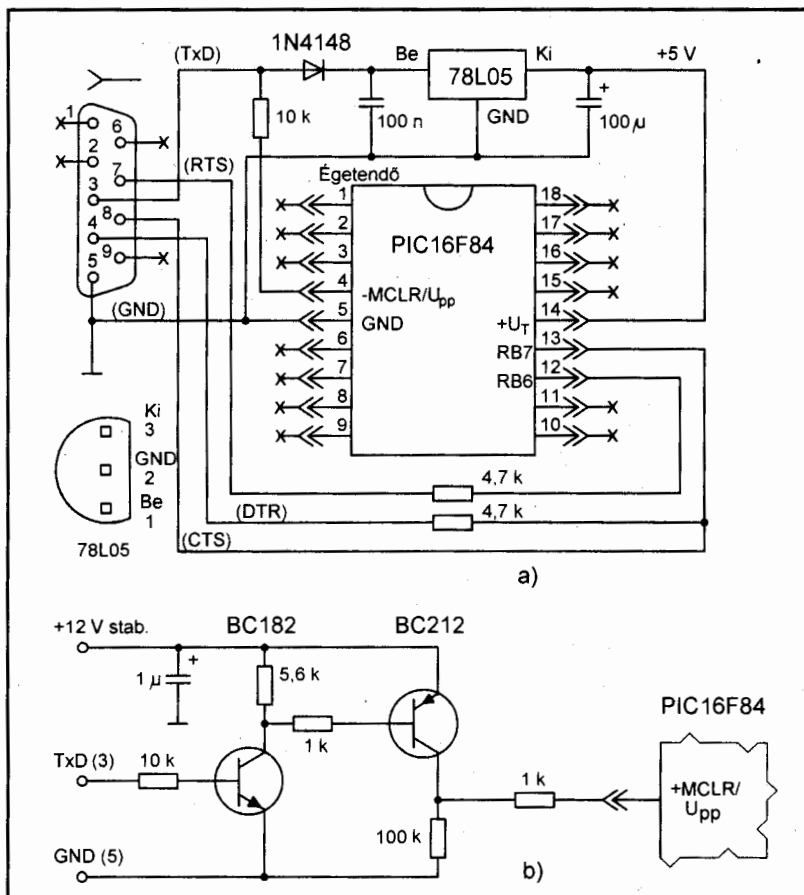 (TxD)
1N4148
Be
78L05
Ki
+5 V
GND
10 k
100 n
+
100 µ
1
2
3
4
5
6
7
8
9
(RTS)
(GND)
Égetendő
PIC16F84
1
2
3
4
5
6
7
8
9
-MCLR/Upp
GND
18
17
16
15
14
13
12
11
10
+UT
RB7
RB6
Ki
3
GND
2
Be
1
78L05
4,7 k
(DTR)
4,7 k
(CTS)
a)
+12 V stab.
BC182
BC212
1 µ
+
5,6 k
1 k
PIC16F84
TxD (3)
10 k
1 k
+MCLR/
Upp
100 k
GND (5)
b)